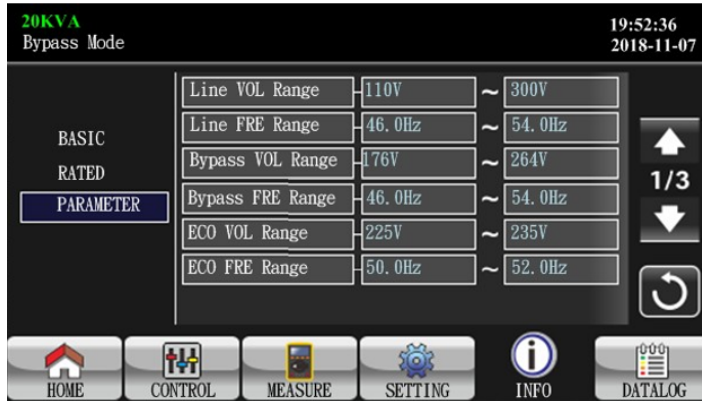 20KVA
Bypass Mode
19:52:36
2018-11-07
BASIC
RATED
PARAMETER
Line VOL Range 110V ~ 300V
Line FRE Range 46.0Hz ~ 54.0Hz
Bypass VOL Range 176V ~ 264V
Bypass FRE Range 46.0Hz ~ 54.0Hz
ECO VOL Range 225V ~ 235V
ECO FRE Range 50.0Hz ~ 52.0Hz
1/3
HOME
CONTROL
MEASURE
SETTING
INFO
DATALOG